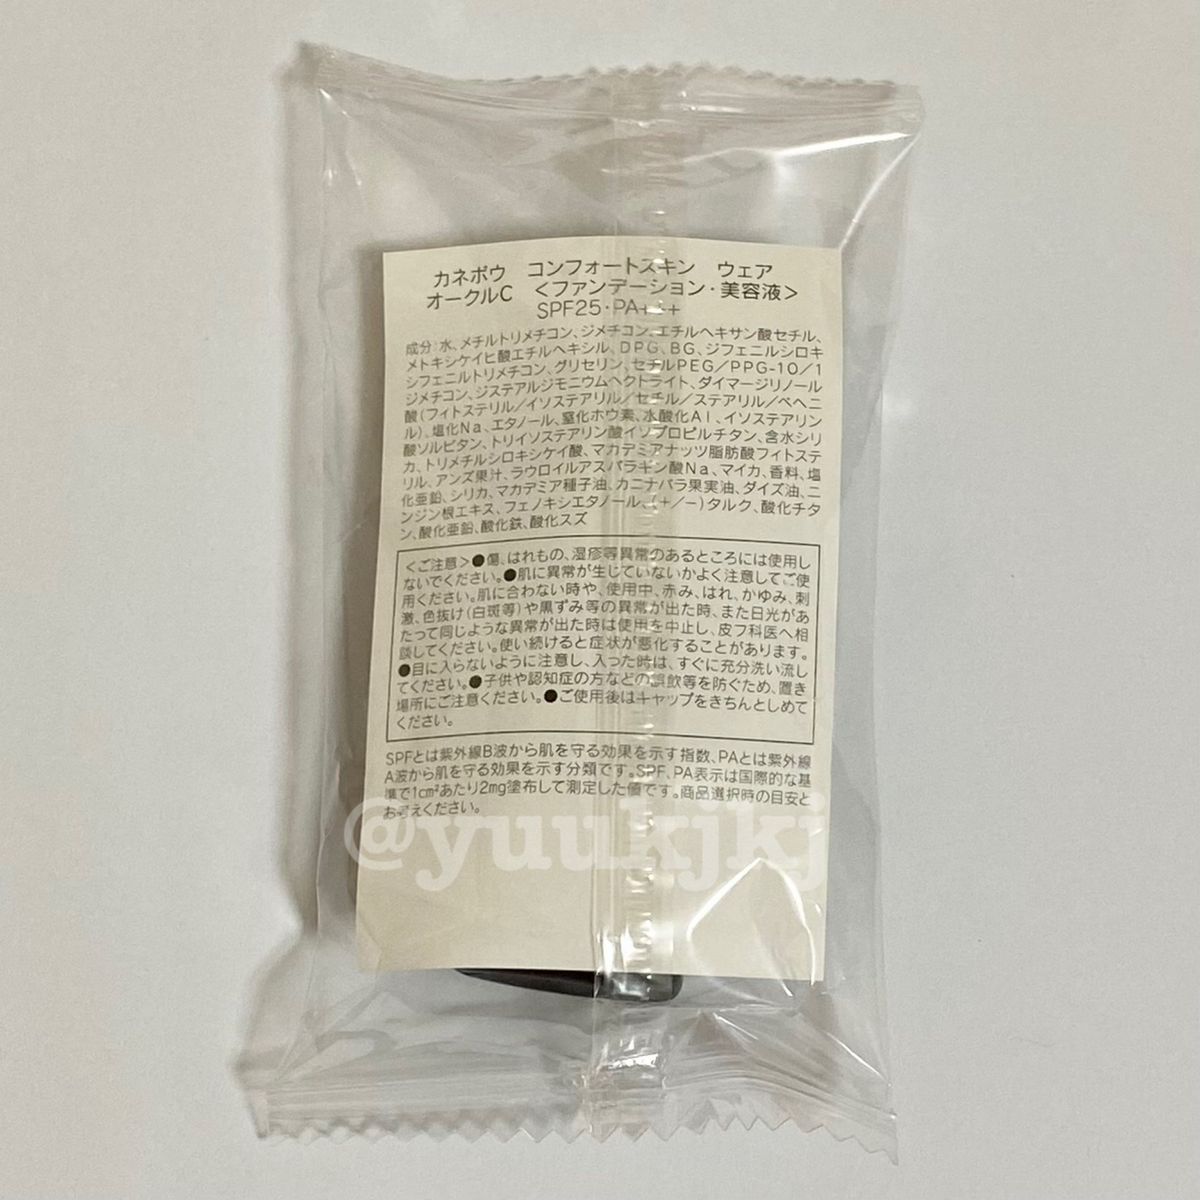 カネボウ コンフォートスキン ウェア
オークルC <ファンデーション・美容液>
SPF25・PA+++
成分:水、メチルトリメチコン、ジメチコン、エチルヘキサン酸セチル、
メトキシケイヒ酸エチルヘキシル、DPG、BG、ジフェニルシロキ
シフェニルトリメチコン、グリセリン、セチルPEG/PPG-10/1
ジメチコン、ジステアルジモニウムヘクトライト、ダイマージリノール
酸(フィトステリル/イソステアリル/セチル/ステアリル/ベヘニ
ル)、塩化Na、エタノール、窒化ホウ素、水酸化Al、イソステアリン
酸ソルビタン、トリイソステアリン酸イソプロピルチタン、含水シリ
カ、トリメチルシロキシケイ酸、マカデミアナッツ脂肪酸フィトステ
リル、アンズ果汁、ラウロイルアスパラギン酸Na、マイカ、香料、塩
化亜鉛、シリカ、マカデミア種子油、カニナバラ果実油、ダイズ油、ニ
ンジン根エキス、フェノキシエタノール、(+/-)タルク、酸化チタ
ン、酸化亜鉛、酸化鉄、酸化スズ
<ご注意>●傷、はれもの、湿疹等異常のあるところには使用し
ないでください。●肌に異常が生じていないかよく注意してご使
用ください。肌に合わない時や、使用中、赤み、はれ、かゆみ、刺
激、色抜け(白斑等)や黒ずみ等の異常が出た時、また日光があ
たって同じような異常が出た時は使用を中止し、皮フ科医へ相
談してください。使い続けると症状が悪化することがあります。
●目に入らないように注意し、入った時は、すぐに充分洗い流し
てください。●子供や認知症の方などの誤飲等を防ぐため、置き
場所にご注意ください。●ご使用後はキャップをきちんとしめて
ください。
SPFとは紫外線B波から肌を守る効果を示す指数、PAとは紫外線
A波から肌を守る効果を示す分類です。SPF、PA表示は国際的な基
準で1cm²あたり2mg塗布して測定した値です。商品選択時の目安と
お考えください。
@yuukjkj